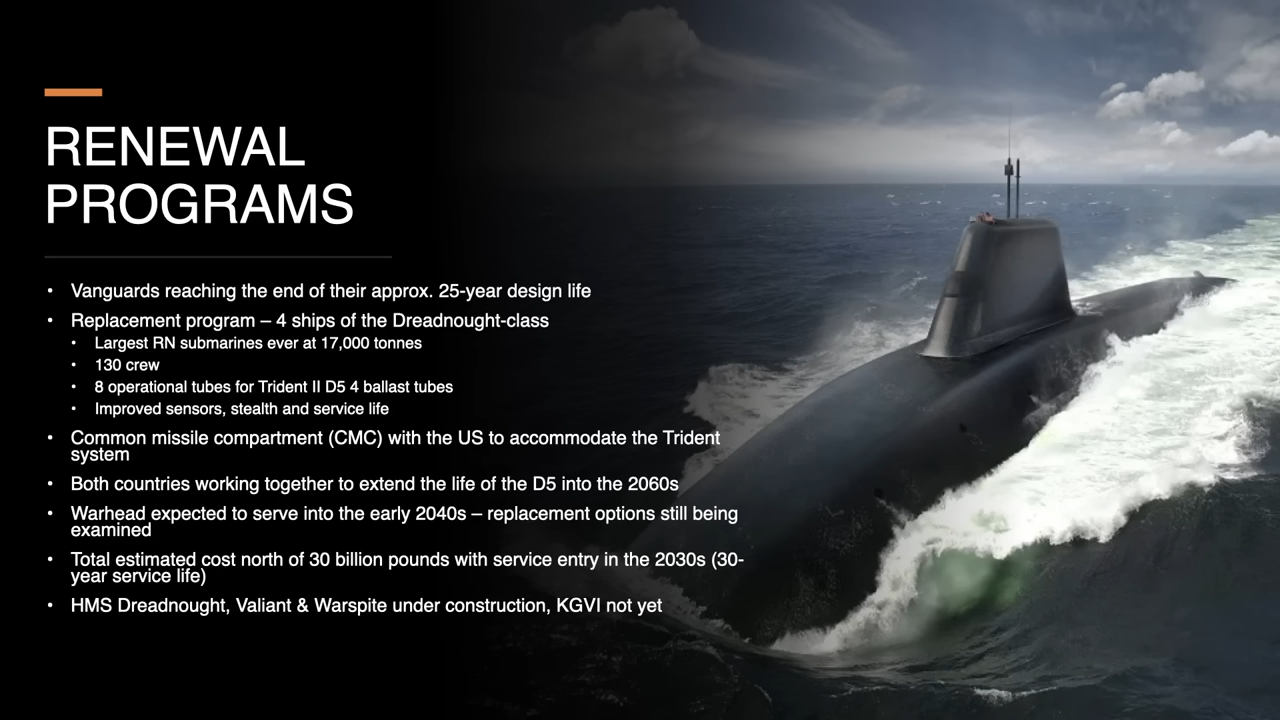 RENEWAL
PROGRAMS
• Vanguards reaching the end of their approx. 25-year design life
• Replacement program – 4 ships of the Dreadnought-class
• Largest RN submarines ever at 17,000 tonnes
• 130 crew
• 8 operational tubes for Trident II D5 4 ballast tubes
• Improved sensors, stealth and service life
• Common missile compartment (CMC) with the US to accommodate the Trident
system
• Both countries working together to extend the life of the D5 into the 2060s
• Warhead expected to serve into the early 2040s – replacement options still being
examined
• Total estimated cost north of 30 billion pounds with service entry in the 2030s (30-
year service life)
• HMS Dreadnought, Valiant & Warspite under construction, KGVI not yet